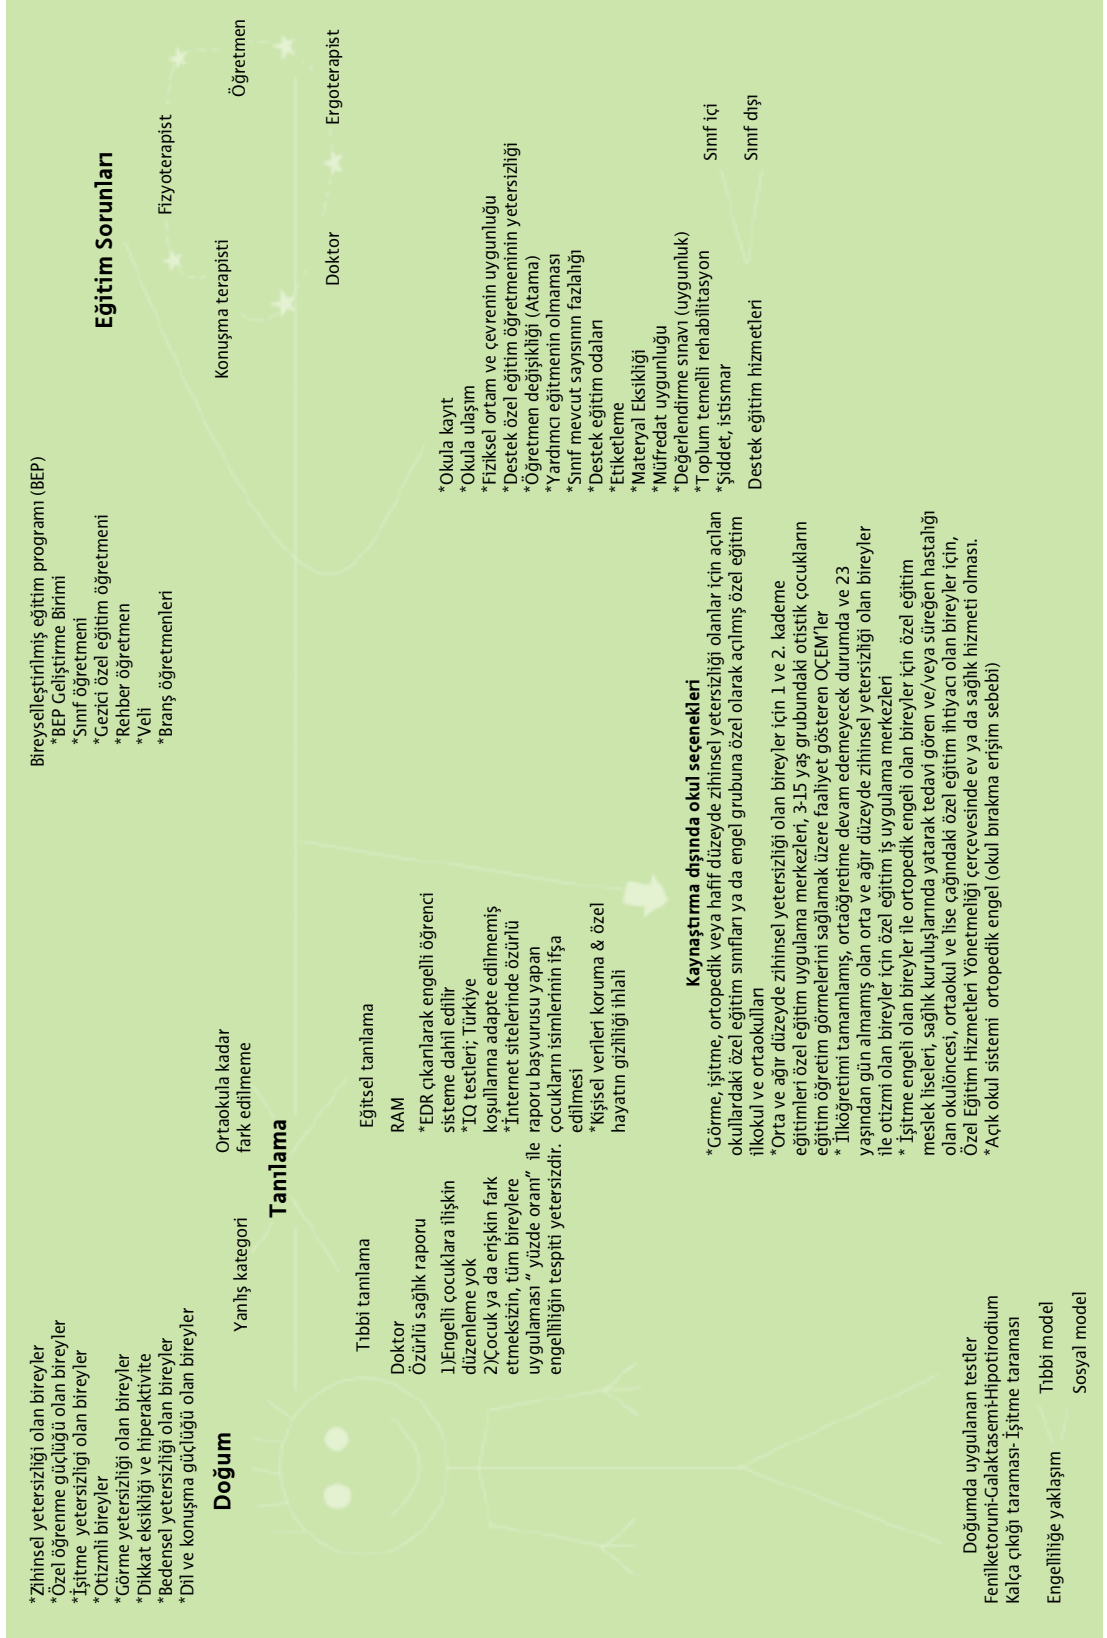 *Zihinsel yetersizliği olan bireyler
*Özel öğrenme güçlüğü olan bireyler
*İşitme yetersizligi olan bireyler
*Otizmli bireyler
*Görme yetersizliği olan bireyler
*Dikkat eksikliği ve hiperaktivite
*Bedensel yetersizliği olan bireyler
*Dil ve konuşma güçlüğü olan bireyler
Doğum
Doğumda uygulanan testler
Fenilketoruni-Galaktasemi-Hipotirodium
Kalça çıkığı taraması- İşitme taraması
Engelliliğe yaklaşım
Tıbbi model
Sosyal model
Yanlış kategori
Ortaokula kadar
fark edilmeme
Tanılama
Tıbbi tanılama
Doktor
Özürlü sağlık raporu
1)Engelli çocuklara ilişkin
düzenleme yok
2)Çocuk ya da erişkin fark
etmeksizin, tüm bireylere
uygulaması “ yüzde oranı” ile
engelliliğin tespiti yetersizdir.
Eğitsel tanılama
RAM
*EDR çıkarılarak engelli öğrenci
sisteme dahil edilir
*IQ testleri; Türkiye
koşullarına adapte edilmemiş
*İnternet sitelerinde özürlü
raporu başvurusu yapan
çocukların isimlerinin ifşa
edilmesi
*Kişisel verileri koruma & özel
hayatın gizliliği ihlali
Bireyselleştirilmiş eğitim programı (BEP)
*BEP Geliştirme Birimi
*Sınıf öğretmeni
*Gezici özel eğitim öğretmeni
*Rehber öğretmen
*Veli
*Branş öğretmenleri
Kaynaştırma dışında okul seçenekleri
*Görme, işitme, ortopedik veya hafif düzeyde zihinsel yetersizliği olanlar için açılan
okullardaki özel eğitim sınıfları ya da engel grubuna özel olarak açılmış özel eğitim
ilkokul ve ortaokulları
*Orta ve ağır düzeyde zihinsel yetersizliği olan bireyler için 1 ve 2. kademe
eğitimleri özel eğitim uygulama merkezleri, 3-15 yaş grubundaki otistik çocukların
eğitim öğretim görmelerini sağlamak üzere faaliyet gösteren OÇEM’ler
* İlköğretimi tamamlamış, ortaöğretime devam edemeyecek durumda ve 23
yaşından gün almamış olan orta ve ağır düzeyde zihinsel yetersizliği olan bireyler
ile otizmi olan bireyler için özel eğitim iş uygulama merkezleri
* İşitme engeli olan bireyler ile ortopedik engeli olan bireyler için özel eğitim
meslek liseleri, sağlık kuruluşlarında yatarak tedavi gören ve/veya süreğen hastalığı
olan okulöncesi, ortaokul ve lise çağındaki özel eğitim ihtiyacı olan bireyler için,
Özel Eğitim Hizmetleri Yönetmeliği çerçevesinde ev ya da sağlık hizmeti olması.
*Açık okul sistemi ortopedik engel (okul bırakma erişim sebebi)
Eğitim Sorunları
Konuşma terapisti
Fizyoterapist
Öğretmen
Doktor
Ergoterapist
*Okula kayıt
*Okula ulaşım
*Fiziksel ortam ve çevrenin uygunluğu
*Destek özel eğitim öğretmeninin yetersizliği
*Öğretmen değişikliği (Atama)
*Yardımcı eğitmenin olmaması
*Sınıf mevcut sayısının fazlalığı
*Destek eğitim odaları
*Etiketleme
*Materyal Eksikliği
*Müfredat uygunluğu
*Değerlendirme sınavı (uygunluk)
*Toplum temelli rehabilitasyon
*Şiddet, istismar
Destek eğitim hizmetleri
Sınıf içi
Sınıf dışı